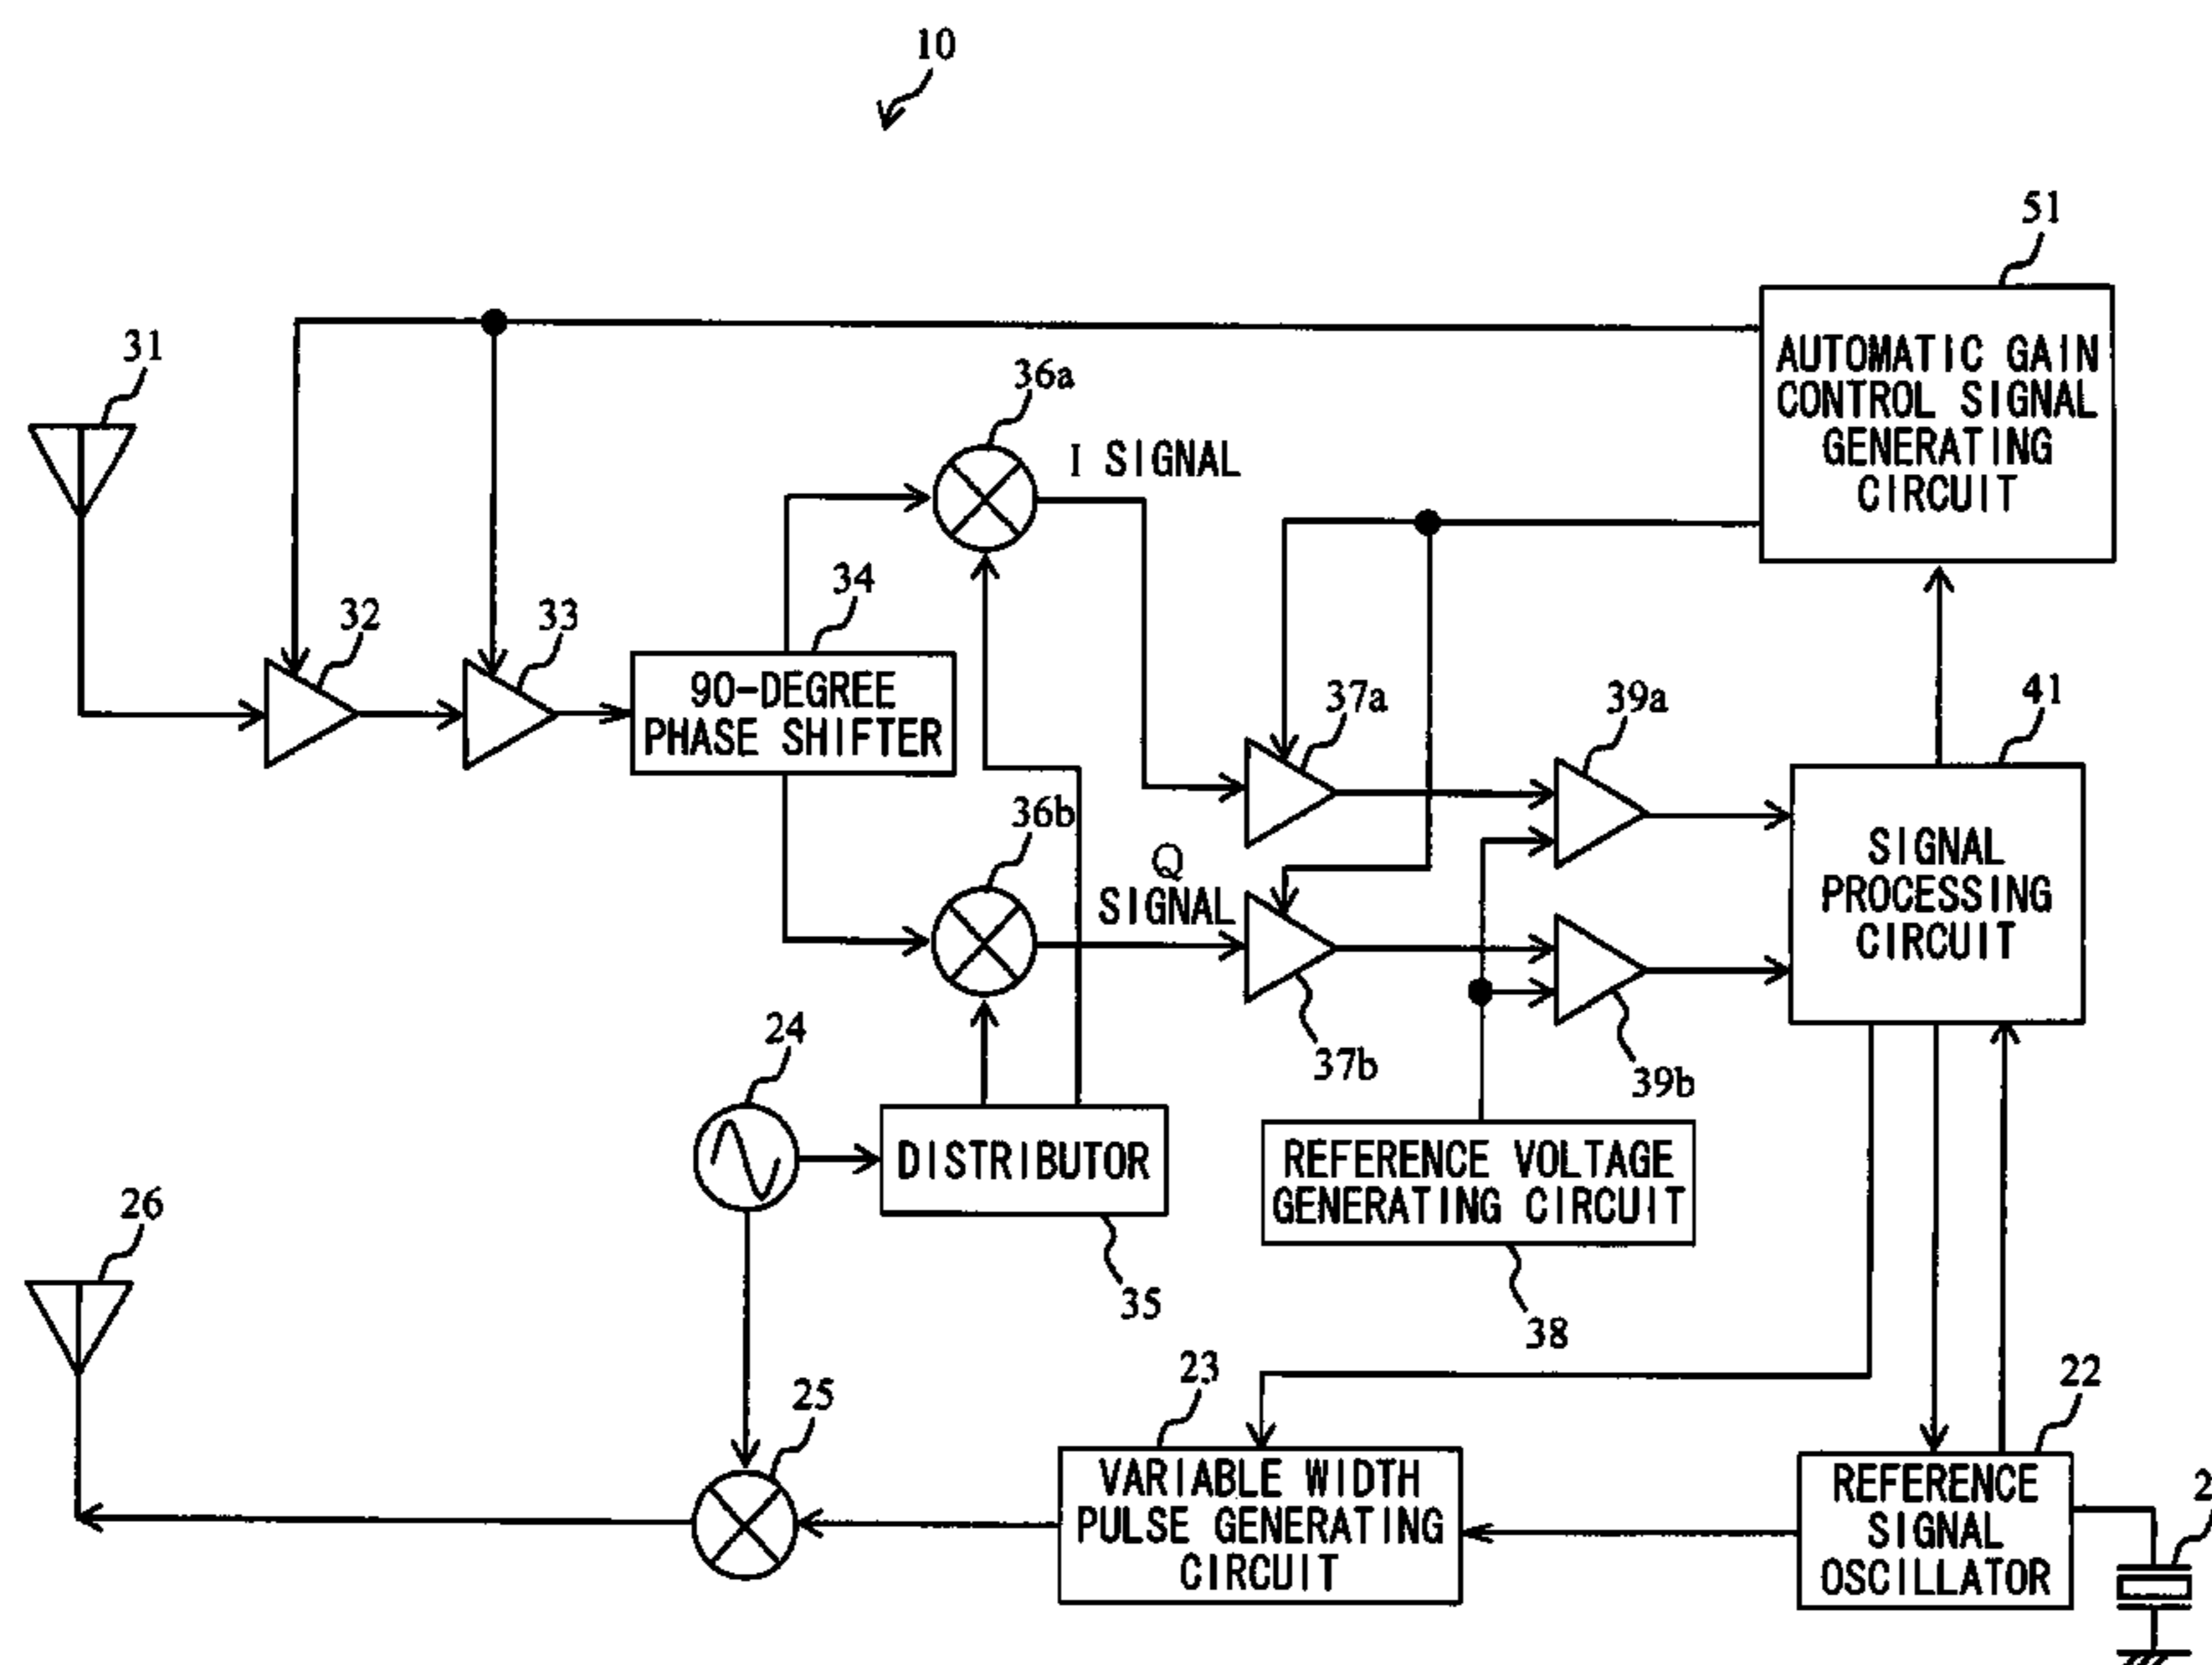 10
51
AUTOMATIC GAIN
CONTROL SIGNAL
GENERATING
CIRCUIT
31
36a
I SIGNAL
32
33
34
90-DEGREE
PHASE SHIFTER
37a
39a
41
SIGNAL
PROCESSING
CIRCUIT
36b
Q
SIGNAL
37b
39b
24
DISTRIBUTOR
35
REFERENCE VOLTAGE
GENERATING CIRCUIT
38
26
25
23
VARIABLE WIDTH
PULSE GENERATING
CIRCUIT
22
REFERENCE
SIGNAL
OSCILLATOR